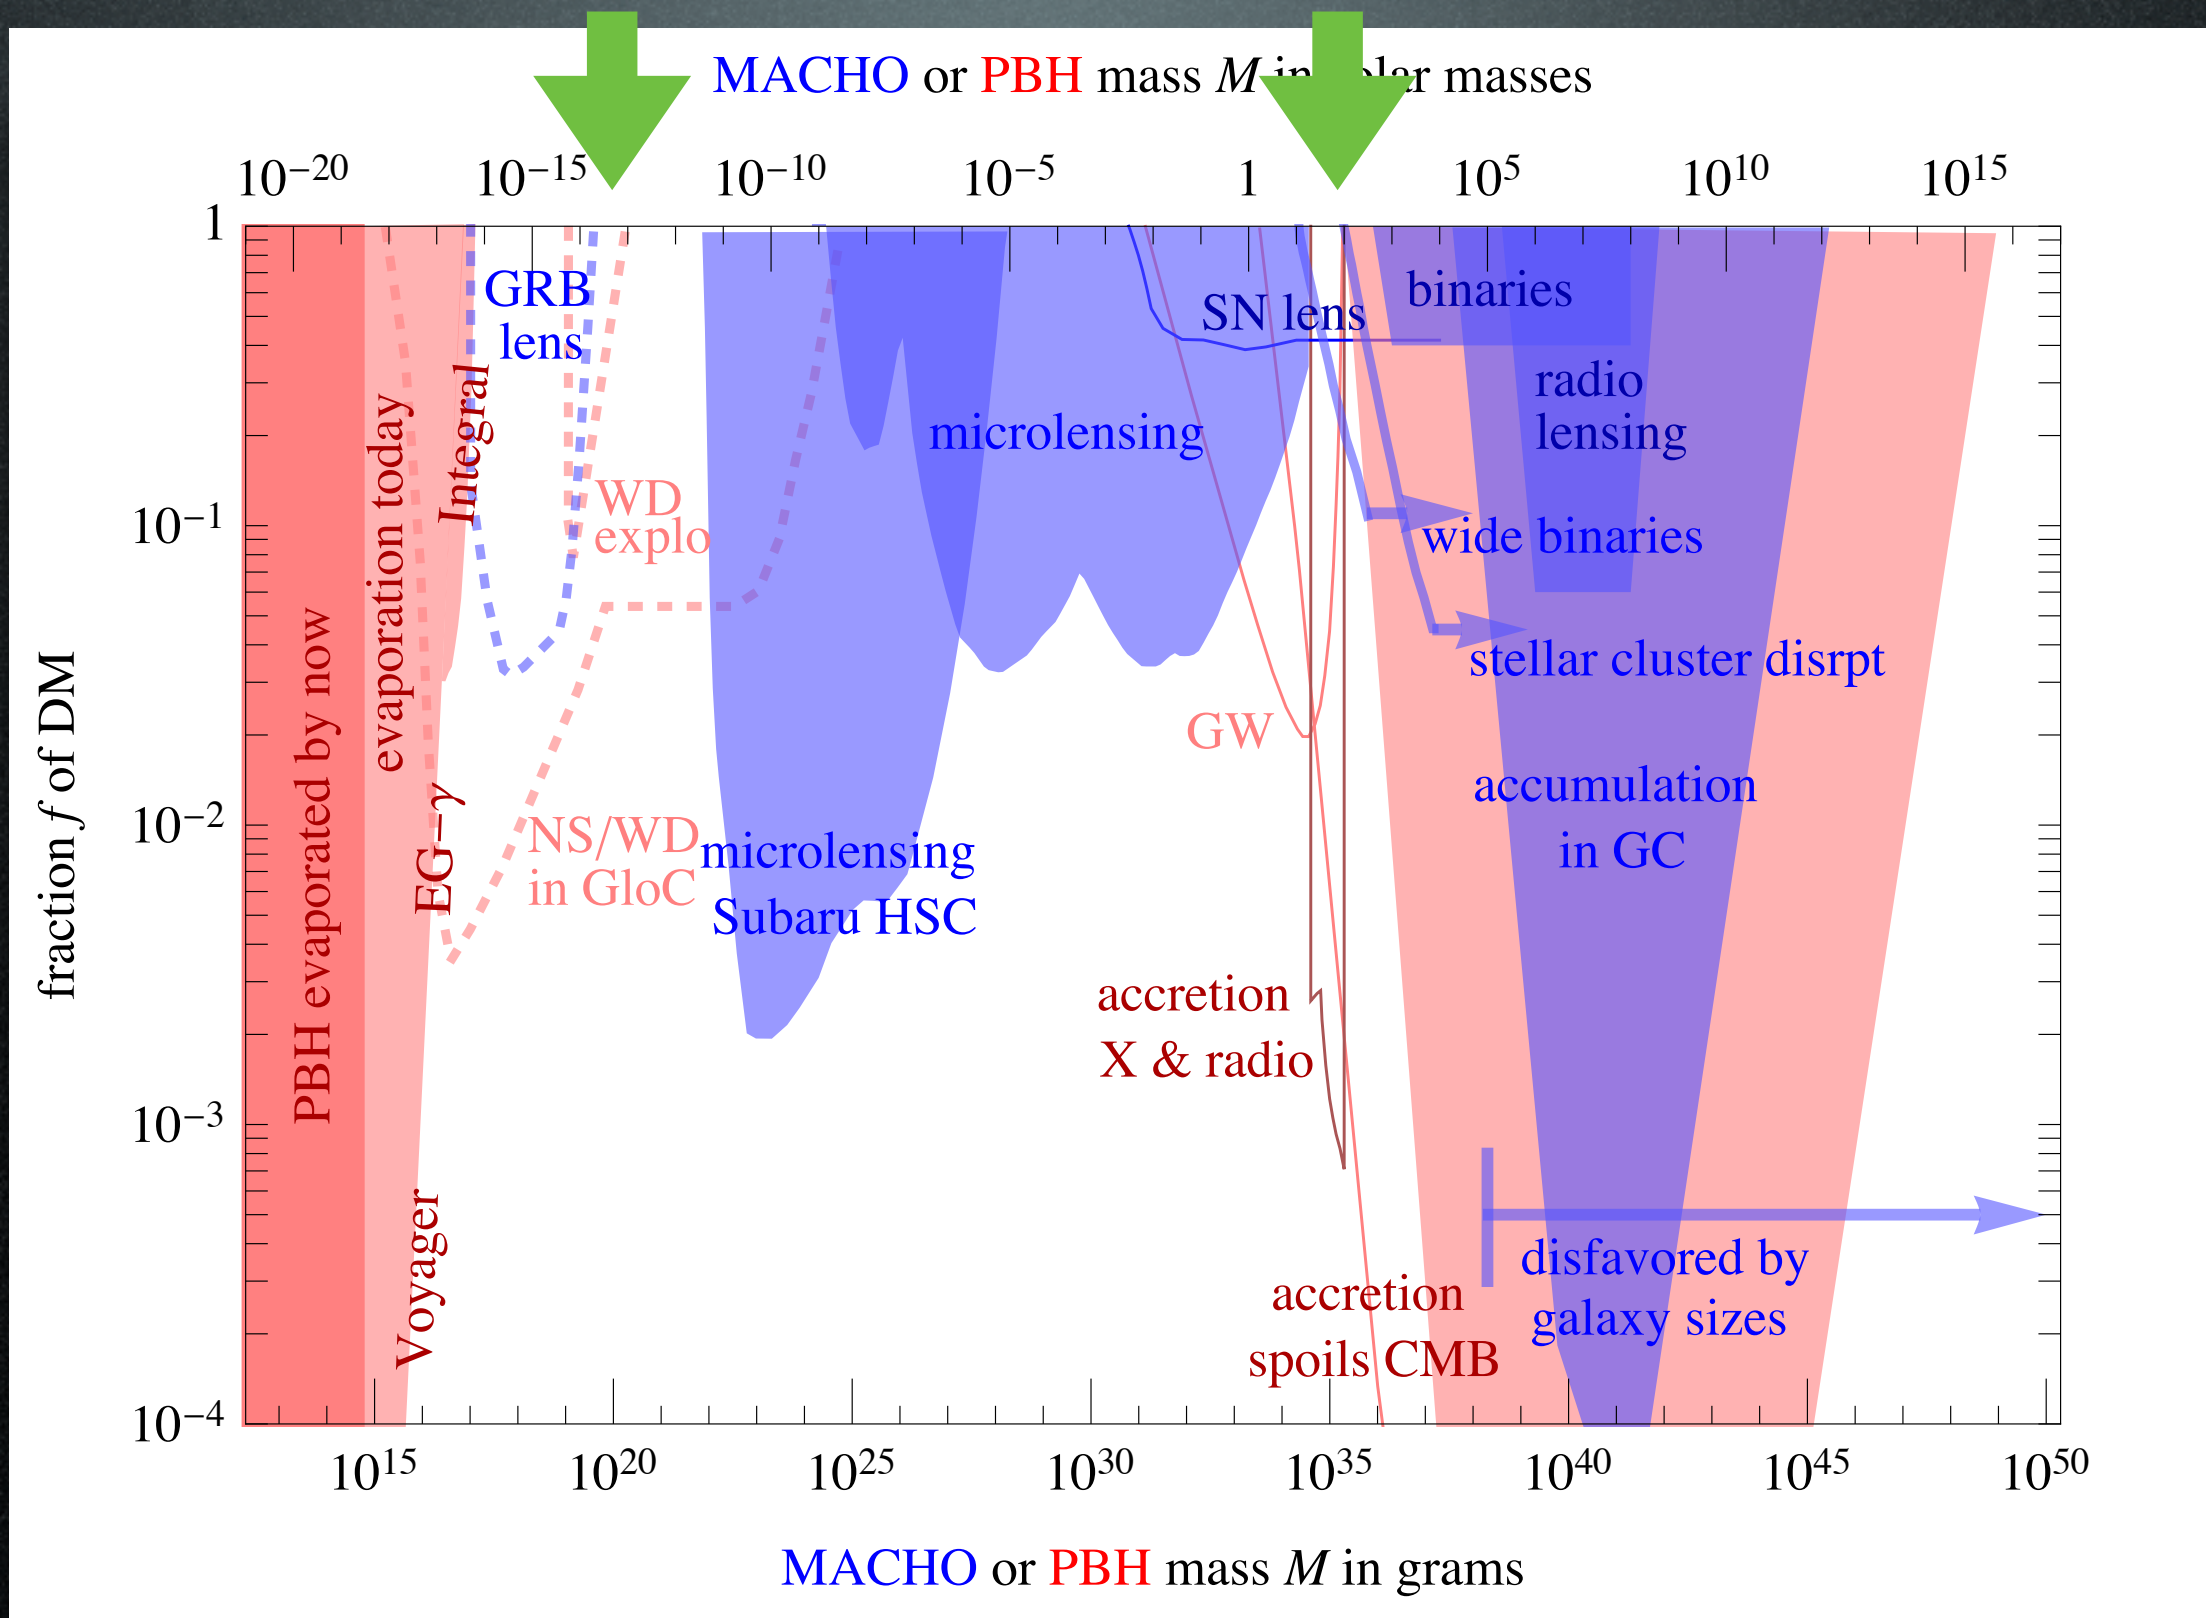 MACHO or PBH mass M in solar masses
10⁻²⁰ 10⁻¹⁵ 10⁻¹⁰ 10⁻⁵ 1 10⁵ 10¹⁰ 10¹⁵
1
10⁻¹
10⁻²
10⁻³
10⁻⁴
fraction f of DM
PBH evaporated by now
evaporation today
Integral
EG-γ
Voyager
GRB
lens
WD
explo
NS/WD
in GloC
microlensing
Subaru HSC
microlensing
SN lens
GW
accretion
X & radio
accretion
spoils CMB
binaries
radio
lensing
wide binaries
stellar cluster disrpt
accumulation
in GC
disfavored by
galaxy sizes
10¹⁵ 10²⁰ 10²⁵ 10³⁰ 10³⁵ 10⁴⁰ 10⁴⁵ 10⁵⁰
MACHO or PBH mass M in grams